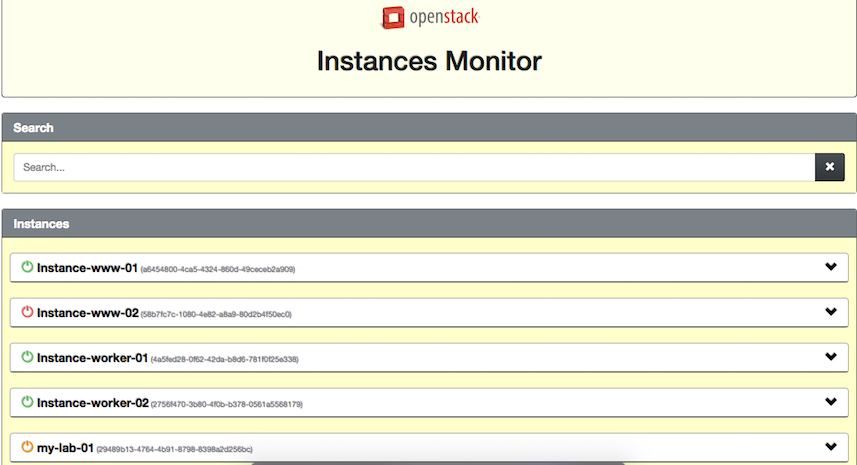 openstack
Instances Monitor
Search
Search...
Instances
Instance-www-01 (a6454800-4ca5-4324-860d-49ceceb2a909)
Instance-www-02 (58b7fc7c-1080-4e82-a8a9-80d2b4f50ec0)
Instance-worker-01 (4a5fed28-0f62-42da-b8d6-781f0f25e338)
Instance-worker-02 (2756f470-3b80-4f0b-b378-0561a5568179)
my-lab-01 (29489b13-4764-4b91-8798-8398a2d256bc)